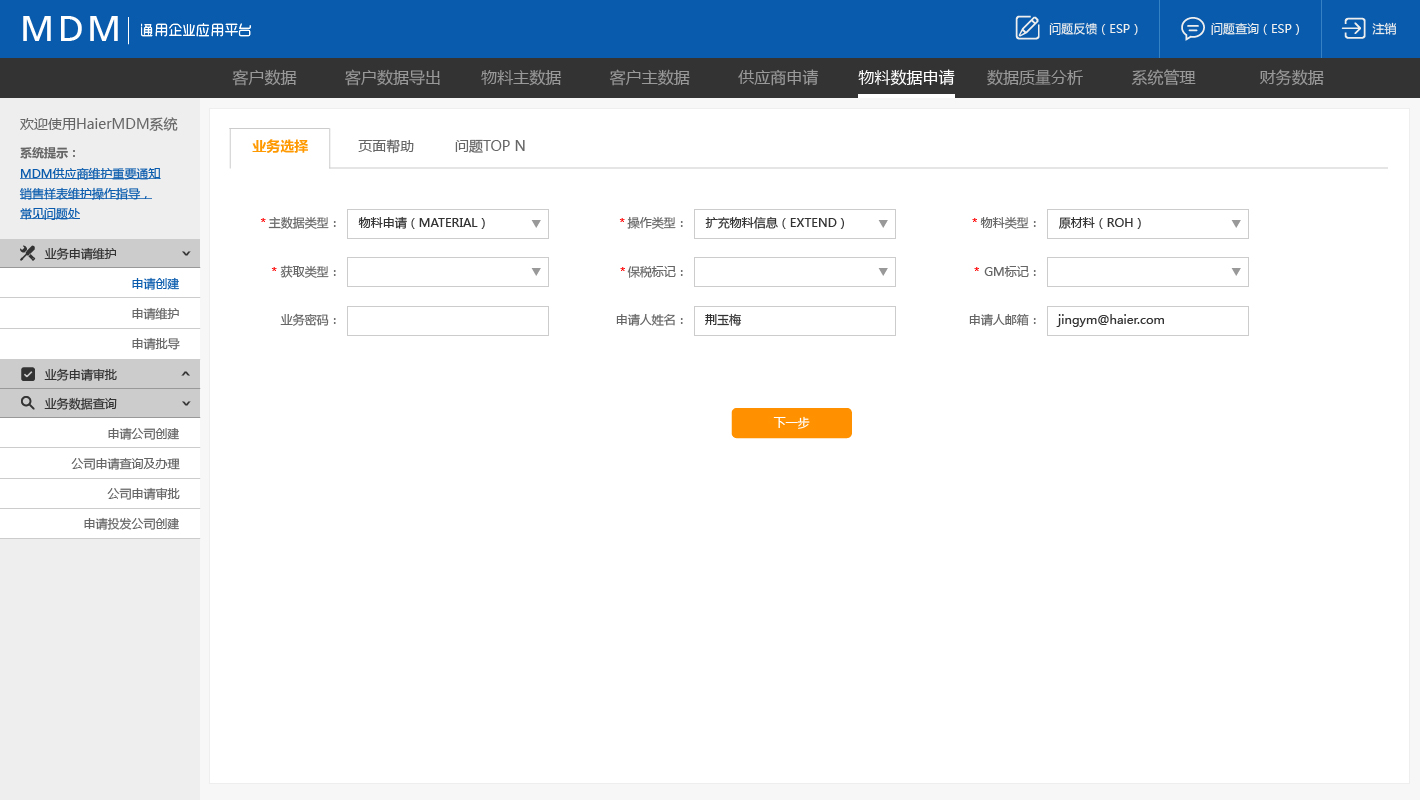 MDM 通用企业应用平台 问题反馈（ESP） 问题查询（ESP） 注销
客户数据 客户数据导出 物料主数据 客户主数据 供应商申请 物料数据申请 数据质量分析 系统管理 财务数据
欢迎使用HaierMDM系统
系统提示：
MDM供应商维护重要通知
销售样表维护操作指导，
常见问题处
业务申请维护
申请创建
申请维护
申请批导
业务申请审批
业务数据查询
申请公司创建
公司申请查询及办理
公司申请审批
申请投发公司创建
业务选择 页面帮助 问题TOP N
*主数据类型： 物料申请（MATERIAL） *操作类型： 扩充物料信息（EXTEND） *物料类型： 原材料（ROH）
*获取类型： *保税标记： *GM标记：
业务密码： 申请人姓名： 荆玉梅 申请人邮箱： jingym@haier.com
下一步